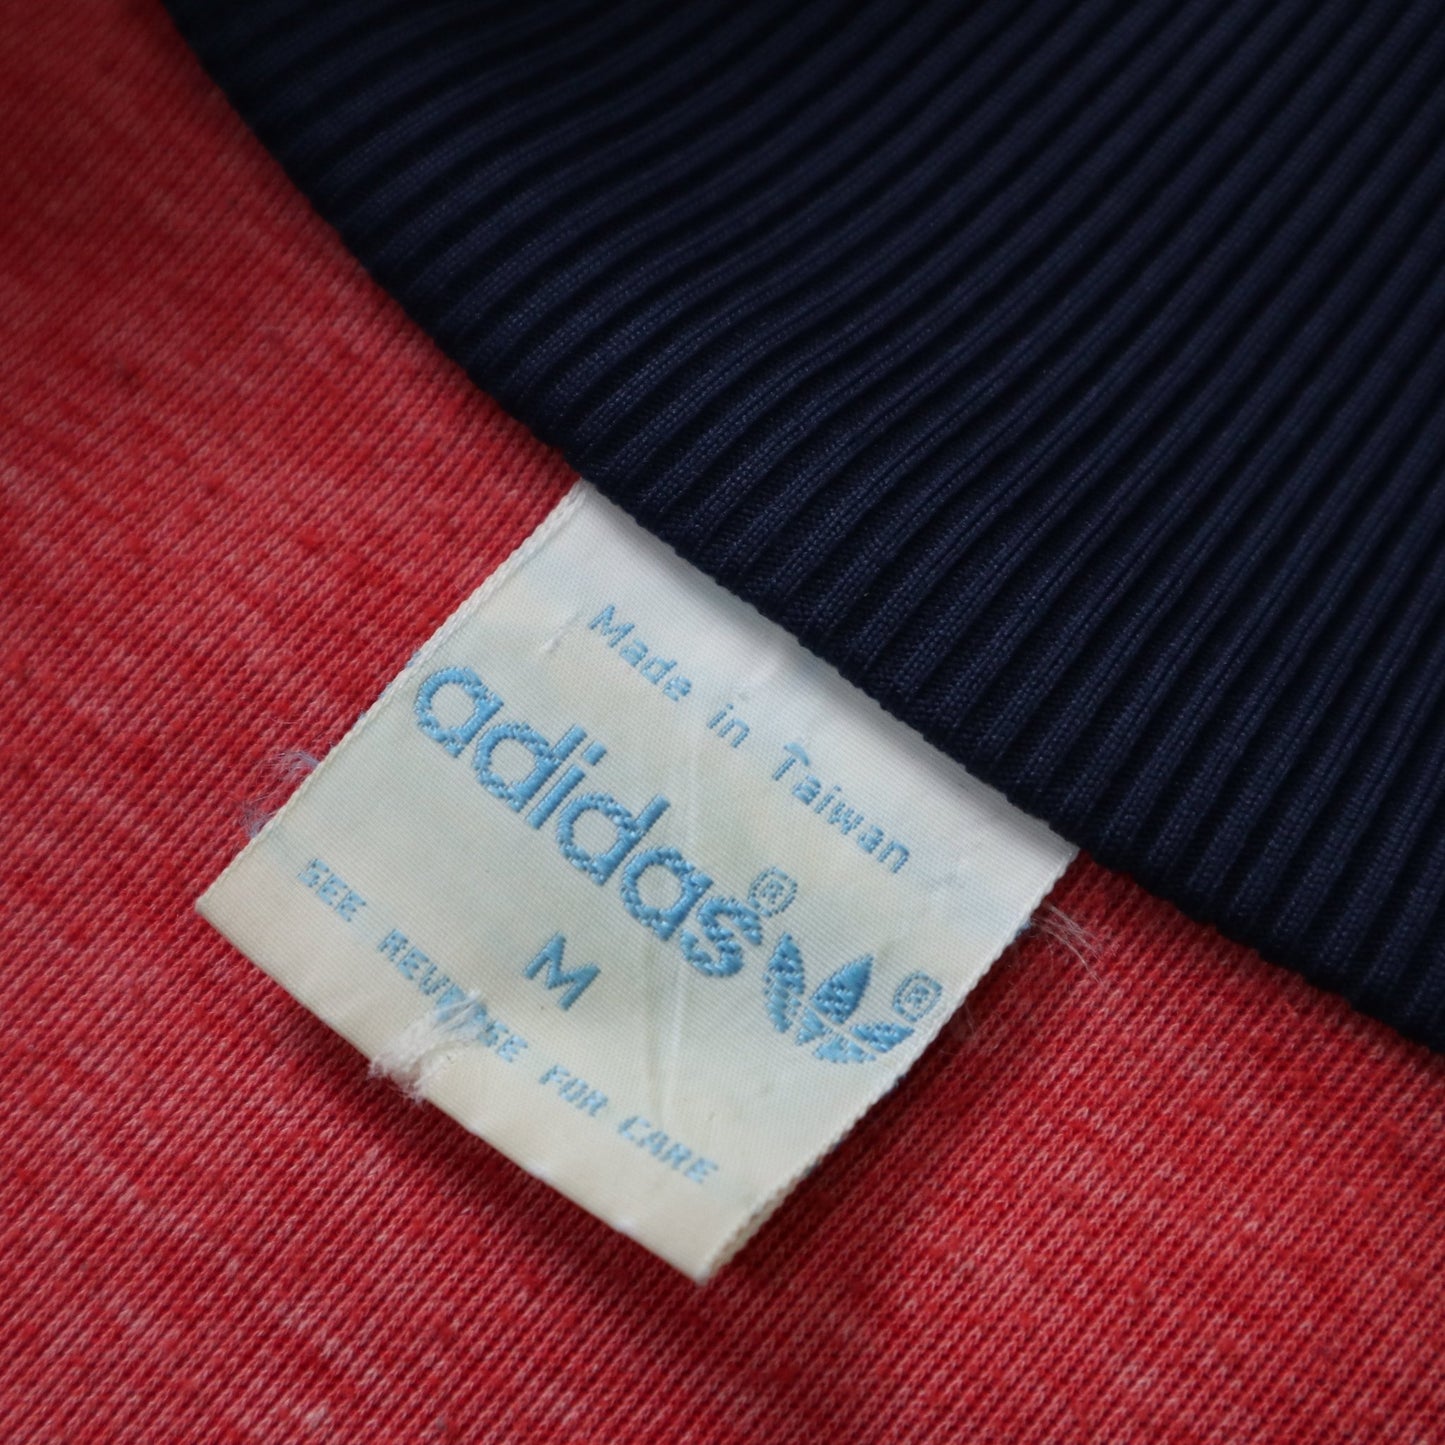 Made in Taiwan
adidas®
®
M
SEE REVERSE FOR CARE